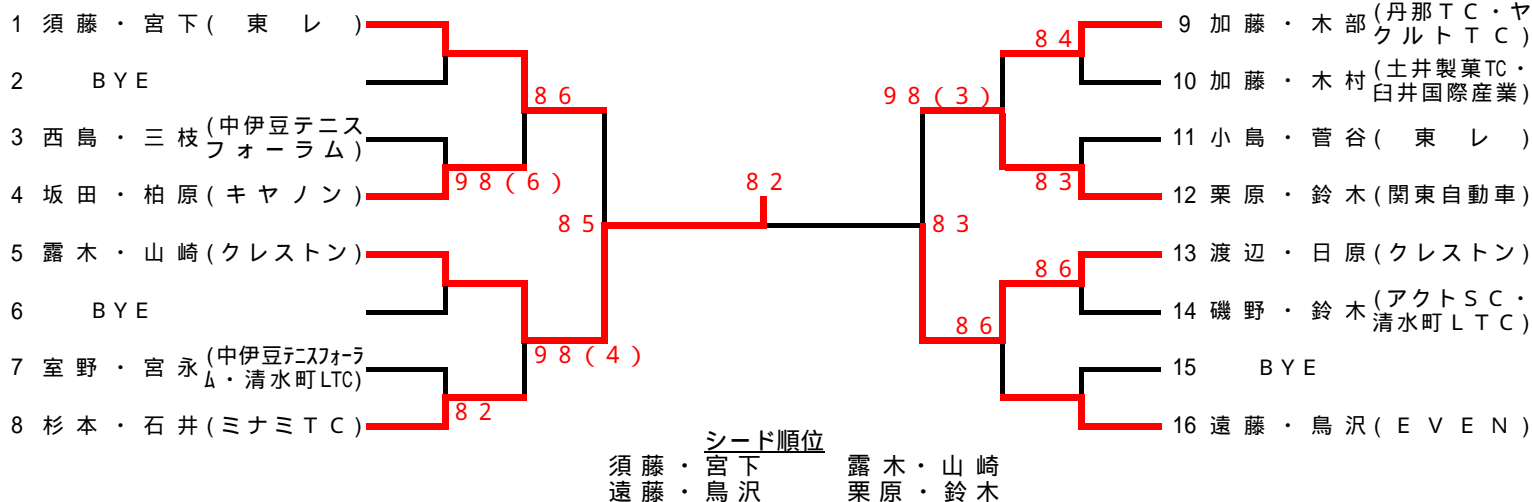 1 須藤・宮下(東レ)
2 BYE
86
3 西島・三枝(中伊豆テニスフォーラム)
4 坂田・柏原(キヤノン)
98(6)
85
5 露木・山崎(クレストン)
6 BYE
98(4)
7 室野・宮永(中伊豆テニスフォーラム・清水町LTC)
8 杉本・石井(ミナミTC)
82
82
9 加藤・木部(丹那TC・ヤクルトTC)
84
10 加藤・木村(土井製菓TC・臼井国際産業)
98(3)
11 小島・菅谷(東レ)
83
12 栗原・鈴木(関東自動車)
83
13 渡辺・日原(クレストン)
86
14 磯野・鈴木(アクトSC・清水町LTC)
86
15 BYE
16 遠藤・鳥沢(EVEN)
シード順位
須藤・宮下 露木・山崎
遠藤・鳥沢 栗原・鈴木